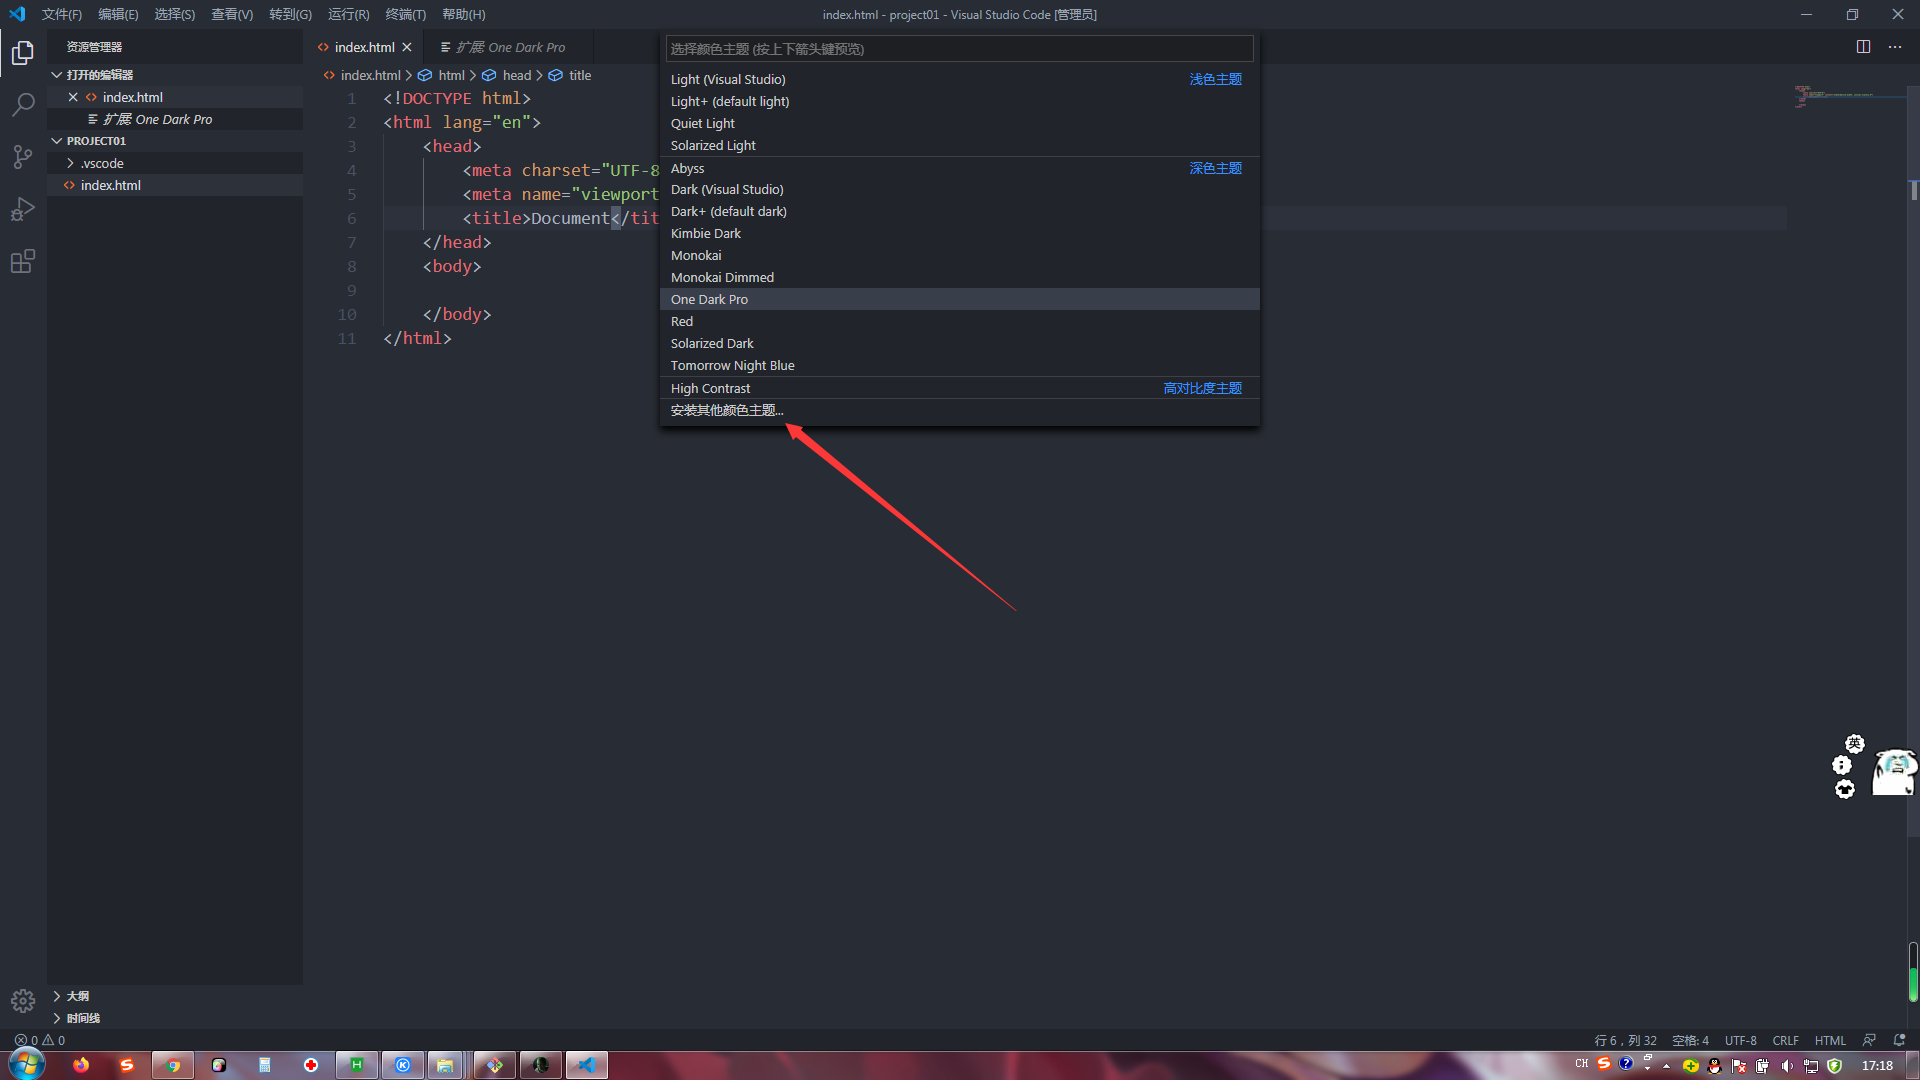 文件(F) 编辑(E) 选择(S) 查看(V) 转到(G) 运行(R) 终端(T) 帮助(H)
index.html - project01 - Visual Studio Code [管理员]
资源管理器
打开的编辑器
index.html
扩展: One Dark Pro
PROJECT01
.vscode
index.html
大纲
时间线
index.html
扩展: One Dark Pro
index.html > html > head > title
1 <!DOCTYPE html>
2 <html lang="en">
3 <head>
4 <meta charset="UTF-8
5 <meta name="viewport
6 <title>Document</tit
7 </head>
8 <body>
9
10 </body>
11 </html>
选择颜色主题 (按上下箭头键预览)
Light (Visual Studio) 浅色主题
Light+ (default light)
Quiet Light
Solarized Light
Abyss 深色主题
Dark (Visual Studio)
Dark+ (default dark)
Kimbie Dark
Monokai
Monokai Dimmed
One Dark Pro
Red
Solarized Dark
Tomorrow Night Blue
High Contrast 高对比度主题
安装其他颜色主题...
英
0 0
行 6，列 32 空格: 4 UTF-8 CRLF HTML
CH
17:18